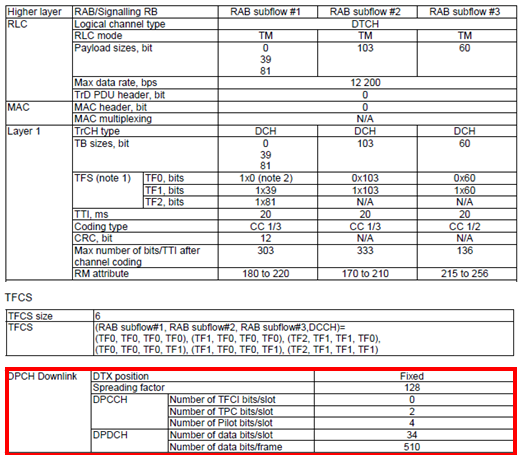 Higher layer RAB/Signalling RB RAB subflow #1 RAB subflow #2 RAB subflow #3
RLC Logical channel type DTCH
RLC mode TM TM TM
Payload sizes, bit 0 103 60
39
81
Max data rate, bps 12 200
TrD PDU header, bit 0
MAC MAC header, bit 0
MAC multiplexing N/A
Layer 1 TrCH type DCH DCH DCH
TB sizes, bit 0 103 60
39
81
TFS (note 1) TF0, bits 1x0 (note 2) 0x103 0x60
TF1, bits 1x39 1x103 1x60
TF2, bits 1x81 N/A N/A
TTI, ms 20 20 20
Coding type CC 1/3 CC 1/3 CC 1/2
CRC, bit 12 N/A N/A
Max number of bits/TTI after 303 333 136
channel coding
RM attribute 180 to 220 170 to 210 215 to 256
TFCS
TFCS size 6
TFCS (RAB subflow#1, RAB subflow#2, RAB subflow#3,DCCH)=
(TF0, TF0, TF0, TF0), (TF1, TF0, TF0, TF0), (TF2, TF1, TF1, TF0),
(TF0, TF0, TF0, TF1), (TF1, TF0, TF0, TF1), (TF2, TF1, TF1, TF1)
DPCH Downlink DTX position Fixed
Spreading factor 128
DPCCH Number of TFCI bits/slot 0
Number of TPC bits/slot 2
Number of Pilot bits/slot 4
DPDCH Number of data bits/slot 34
Number of data bits/frame 510